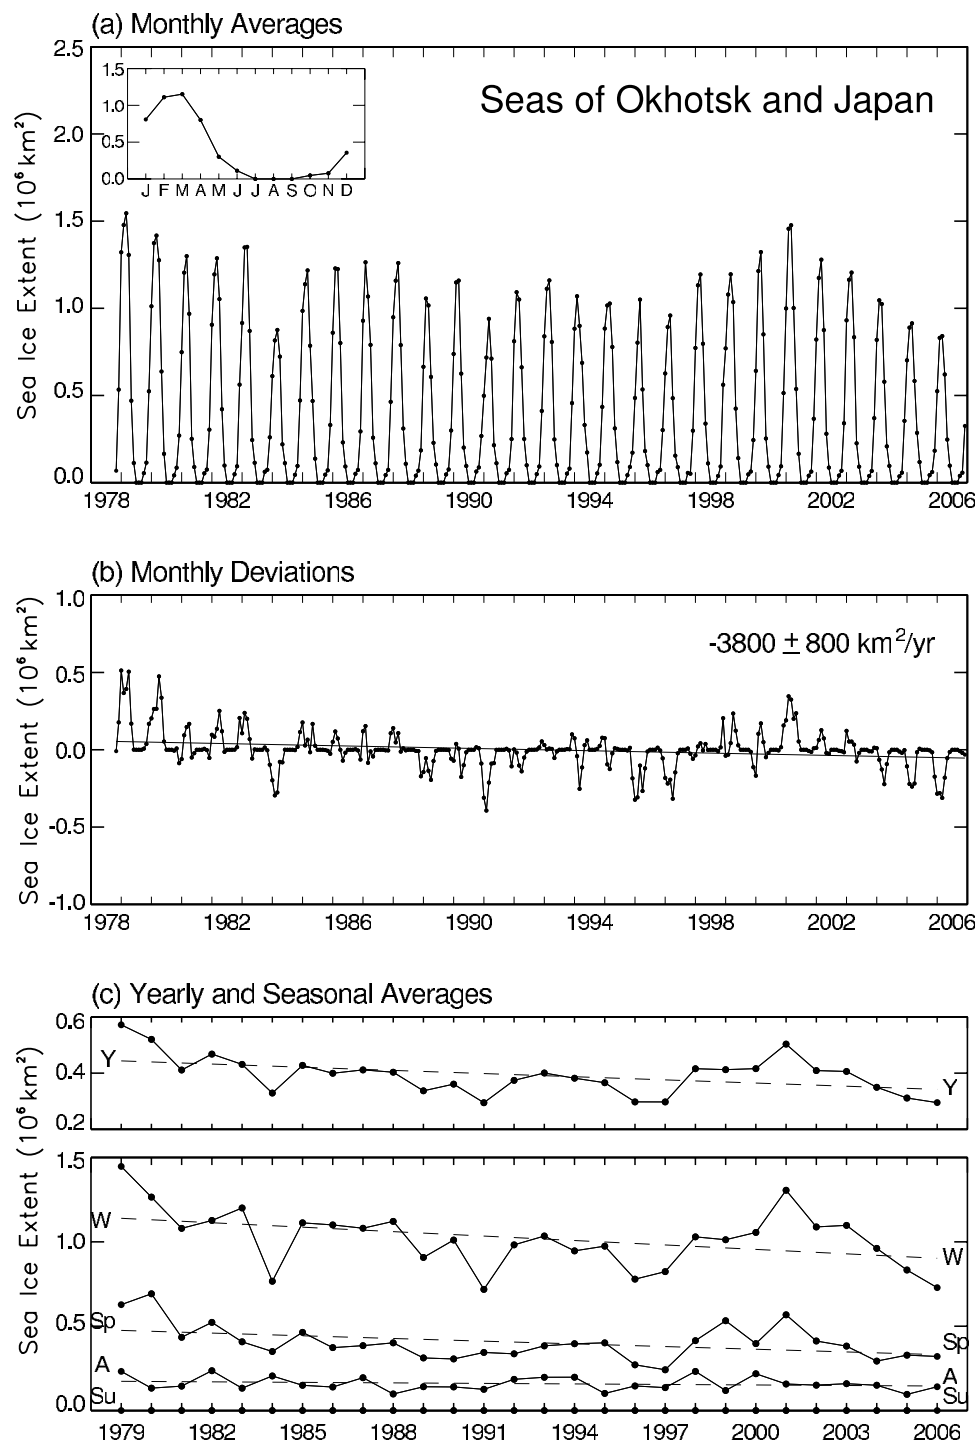 (a) Monthly Averages
Seas of Okhotsk and Japan
Sea Ice Extent (10⁶ km²)
2.5
2.0
1.5
1.0
0.5
0.0
1.5
1.0
0.5
0.0
J F M A M J J A S O N D
1978 1982 1986 1990 1994 1998 2002 2006
(b) Monthly Deviations
-3800 ± 800 km²/yr
Sea Ice Extent (10⁶ km²)
1.0
0.5
0.0
-0.5
-1.0
1978 1982 1986 1990 1994 1998 2002 2006
(c) Yearly and Seasonal Averages
Sea Ice Extent (10⁶ km²)
0.6
0.4
0.2
Y Y
1.5
1.0
0.5
0.0
W W
Sp Sp
A A
Su Su
1979 1982 1985 1988 1991 1994 1997 2000 2003 2006